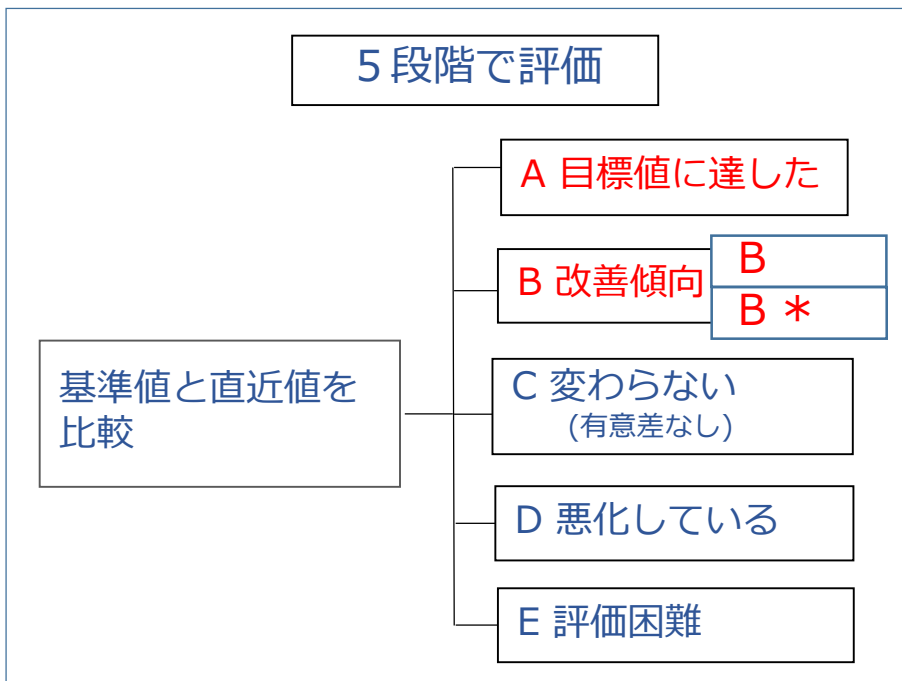 ５段階で評価
A 目標値に達した
B 改善傾向
B
B ＊
基準値と直近値を
比較
C 変わらない
(有意差なし)
D 悪化している
E 評価困難